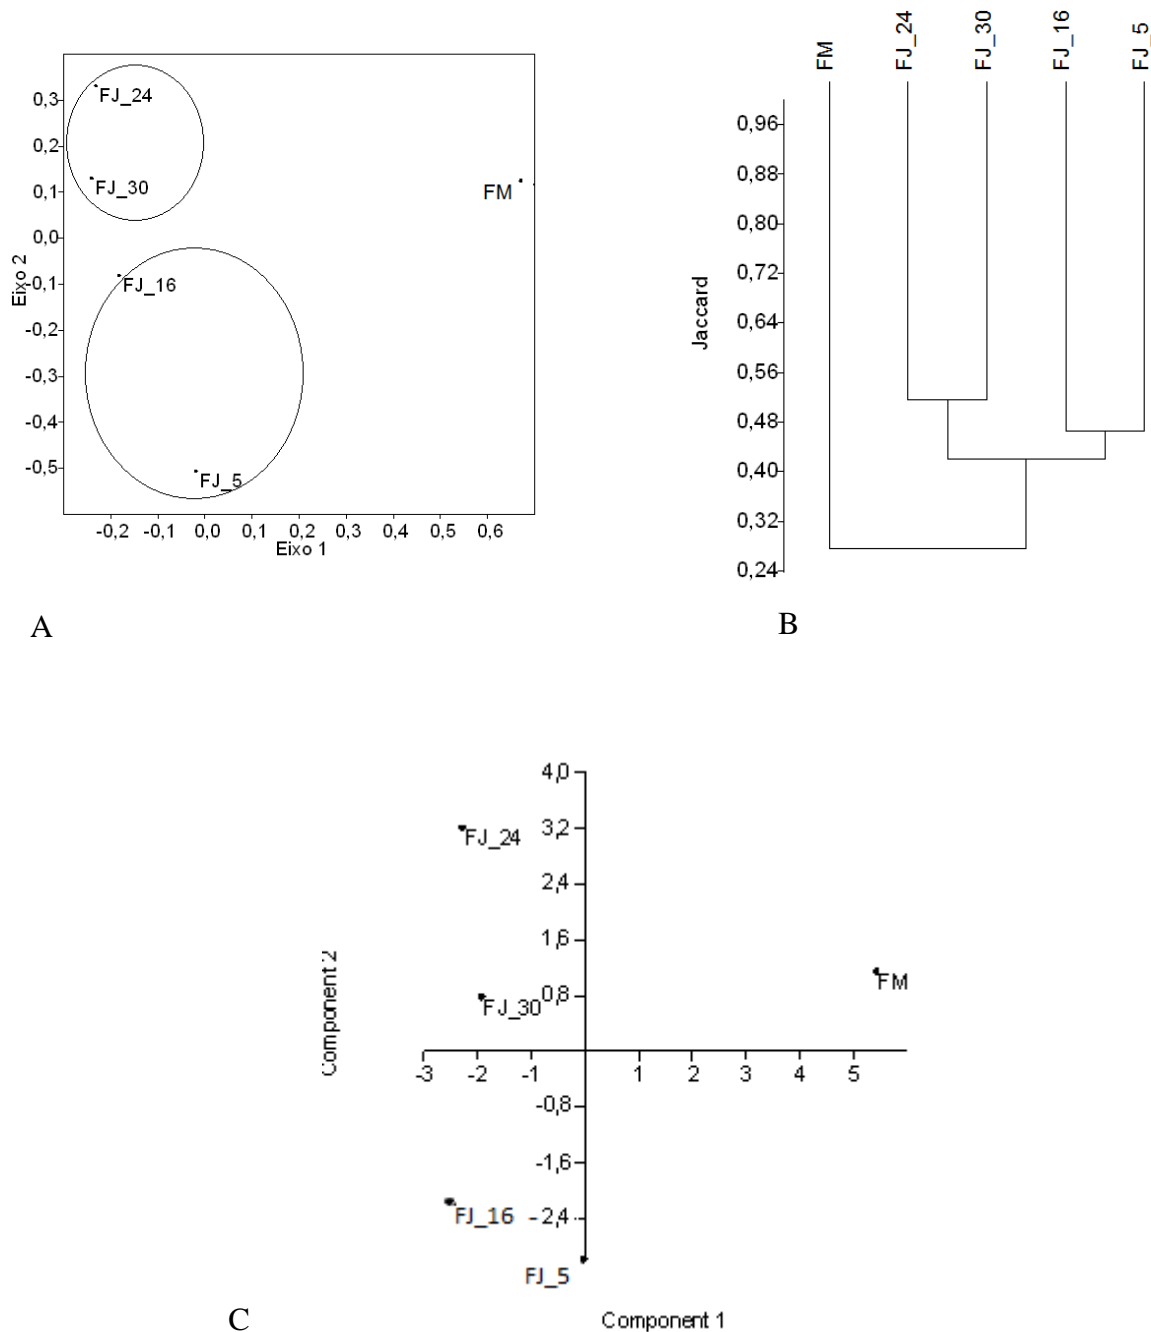 0,3
FJ_24
0,2
0,1
FJ_30
FM
0,0
Eixo 2
-0,1
FJ_16
-0,2
-0,3
-0,4
-0,5
FJ_5
-0,2 -0,1 0,0 0,1 0,2 0,3 0,4 0,5 0,6
Eixo 1
A
FM FJ_24 FJ_30 FJ_16 FJ_5
0,96
0,88
0,80
0,72
0,64
0,56
0,48
0,40
0,32
0,24
Jaccard
B
4,0
3,2
FJ_24
2,4
1,6
FM
0,8
FJ_30
Component 2
-3 -2 -1 1 2 3 4 5
-0,8
-1,6
FJ_16
-2,4
FJ_5
C
Component 1